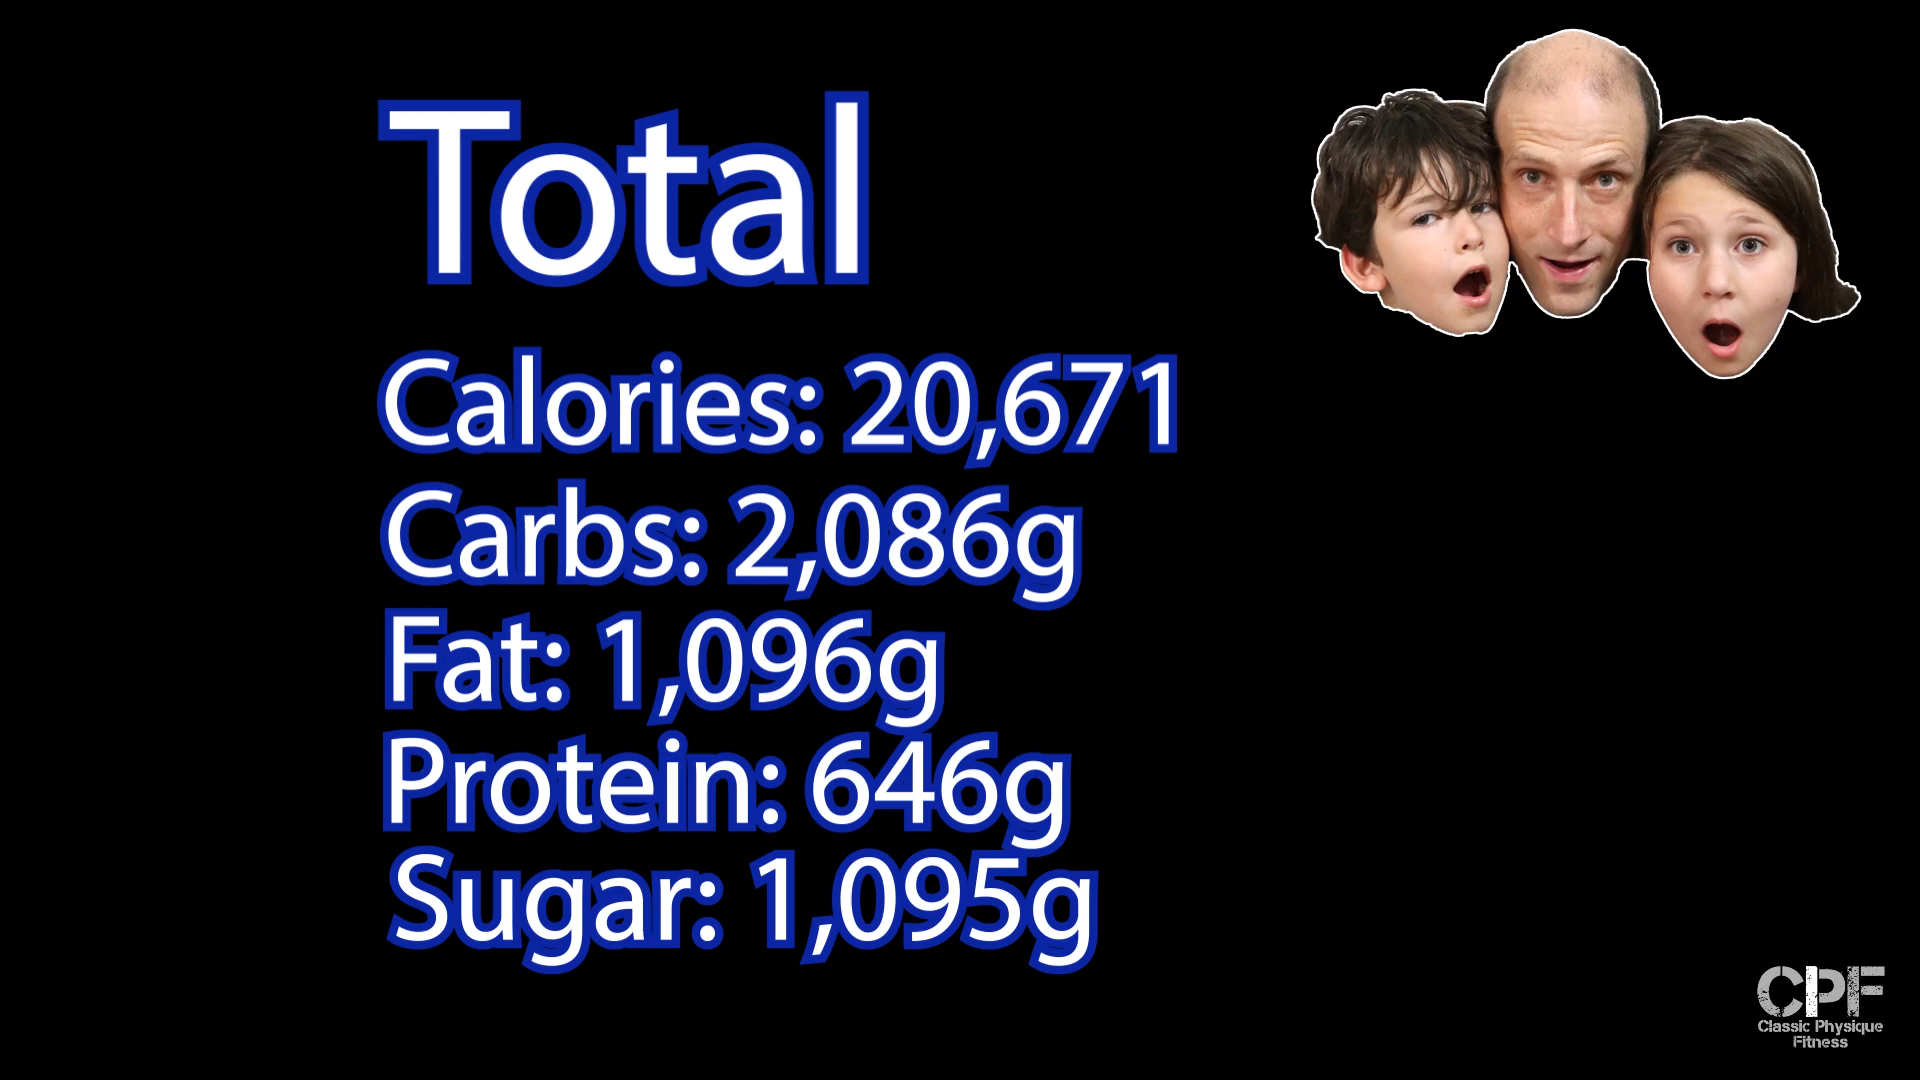 Total
Calories: 20,671
Carbs: 2,086g
Fat: 1,096g
Protein: 646g
Sugar: 1,095g
CPF
Classic Physique
Fitness